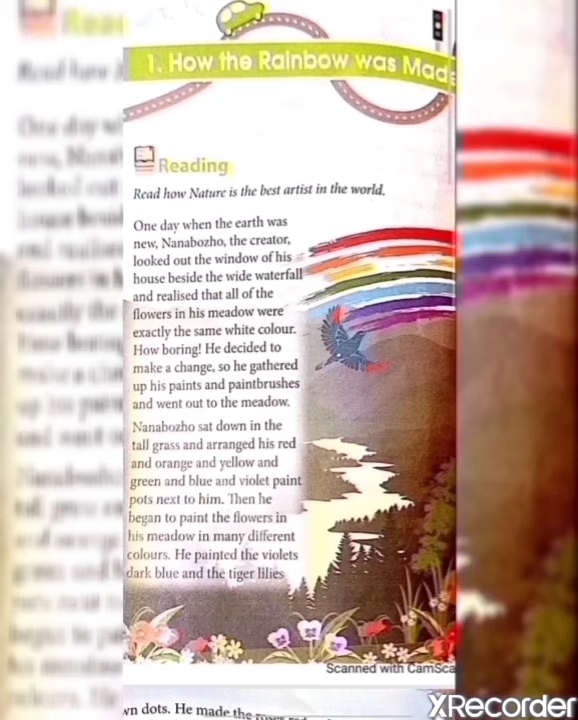 1. How the Rainbow was Made
Reading
Read how Nature is the best artist in the world.
One day when the earth was
new, Nanabozho, the creator,
looked out the window of his
house beside the wide waterfall
and realised that all of the
flowers in his meadow were
exactly the same white colour.
How boring! He decided to
make a change, so he gathered
up his paints and paintbrushes
and went out to the meadow.
Nanabozho sat down in the
tall grass and arranged his red
and orange and yellow and
green and blue and violet paint
pots next to him. Then he
began to paint the flowers in
his meadow in many different
colours. He painted the violets
dark blue and the tiger lilies
Scanned with CamSca
wn dots. He made the
XRecorder